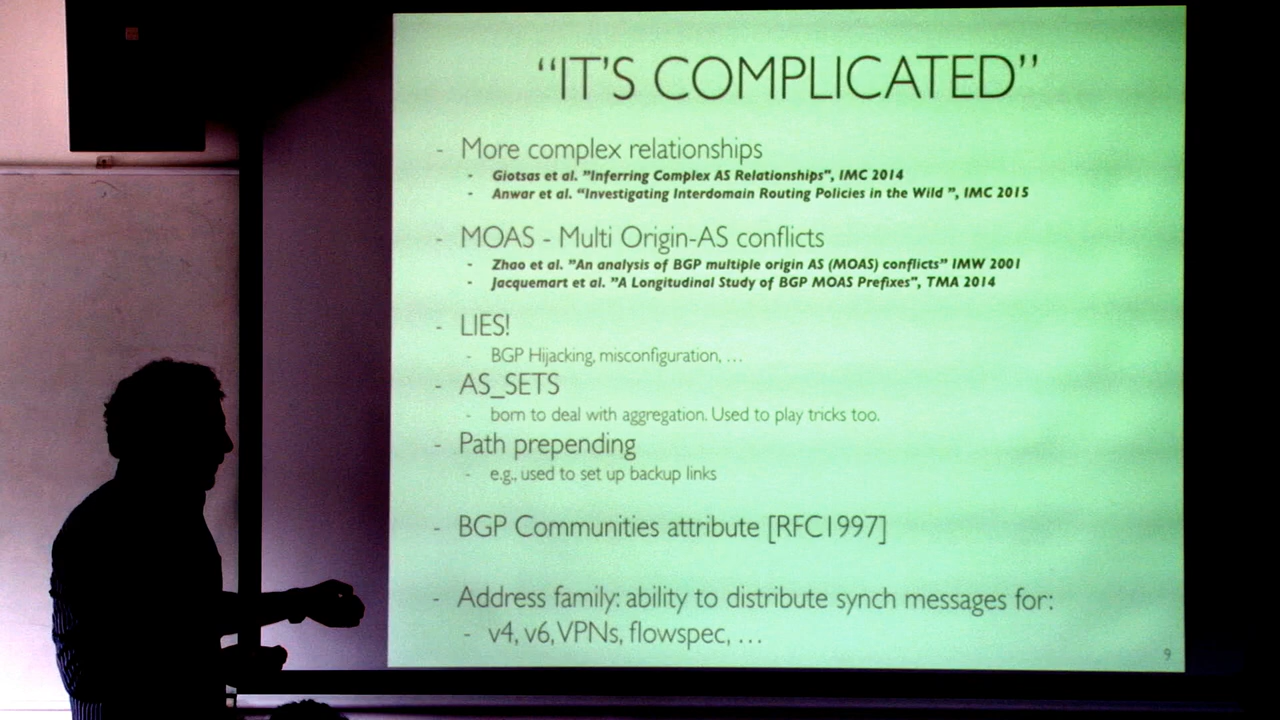 “IT’S COMPLICATED”
- More complex relationships
- Giotsas et al. ”Inferring Complex AS Relationships”, IMC 2014
- Anwar et al. “Investigating Interdomain Routing Policies in the Wild ”, IMC 2015
- MOAS - Multi Origin-AS conflicts
- Zhao et al. ”An analysis of BGP multiple origin AS (MOAS) conflicts” IMW 2001
- Jacquemart et al. ”A Longitudinal Study of BGP MOAS Prefixes”, TMA 2014
- LIES!
- BGP Hijacking, misconfiguration, …
- AS_SETS
- born to deal with aggregation. Used to play tricks too.
- Path prepending
- e.g., used to set up backup links
- BGP Communities attribute [RFC1997]
- Address family: ability to distribute synch messages for:
- v4, v6, VPNs, flowspec, …
9